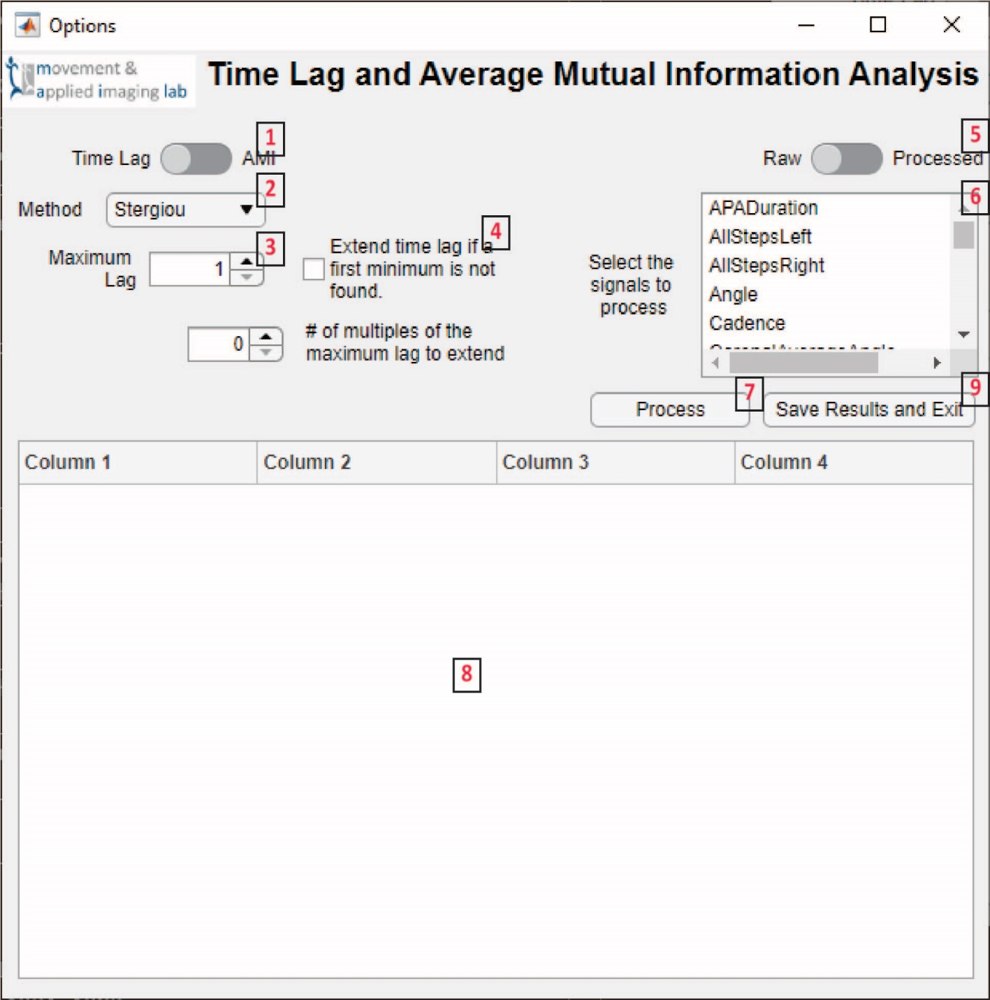 Options
movement &
applied imaging lab
Time Lag and Average Mutual Information Analysis
1
5
Time Lag
AMI
Raw
Processed
2
6
Method
Stergiou
APADuration
AllStepsLeft
AllStepsRight
Angle
Cadence
CoronalAverageAngle
3
4
Maximum
Lag
1
Extend time lag if a
first minimum is not
found.
Select the
signals to
process
0
# of multiples of the
maximum lag to extend
7
9
Process
Save Results and Exit
Column 1
Column 2
Column 3
Column 4
8